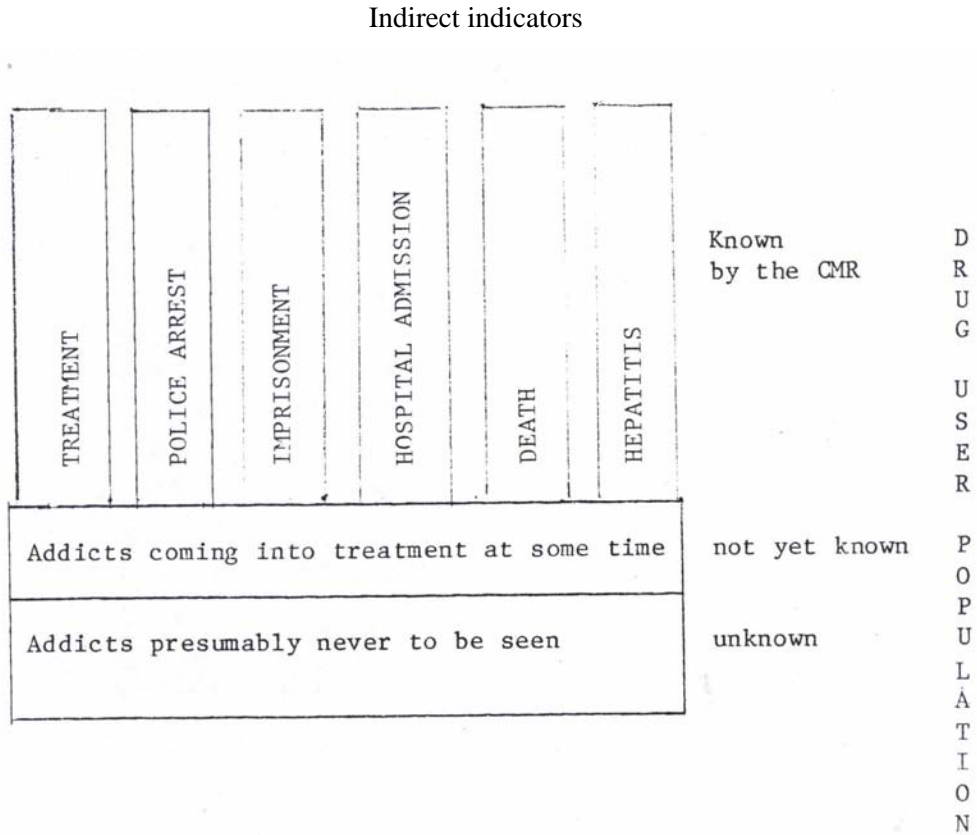 Indirect indicators
TREATMENT
POLICE ARREST
IMPRISONMENT
HOSPITAL ADMISSION
DEATH
HEPATITIS
Known
by the CMR
Addicts coming into treatment at some time
not yet known
Addicts presumably never to be seen
unknown
DRUG USER POPULATION